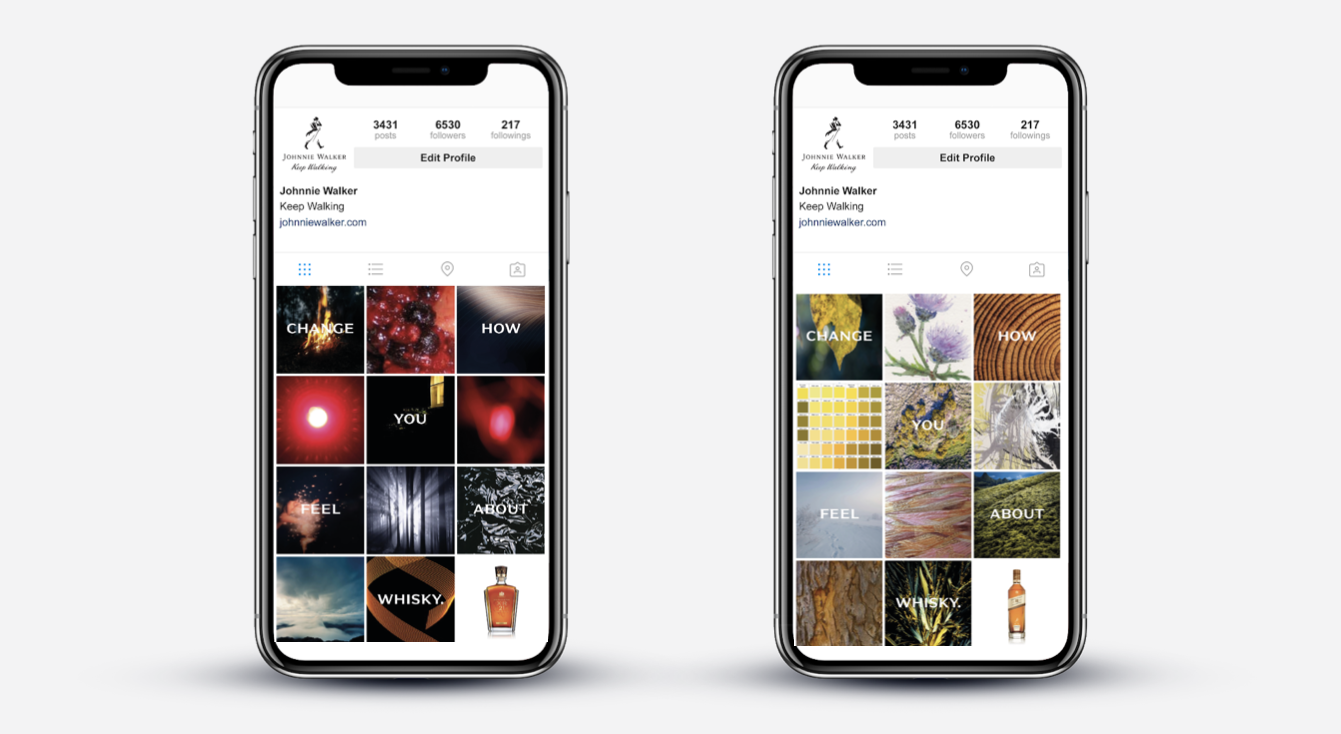 3431 6530 217
posts followers followings
JOHNNIE WALKER
Keep Walking
Edit Profile
Johnnie Walker
Keep Walking
johnniewalker.com
CHANGE HOW
YOU
FEEL ABOUT
WHISKY.
3431 6530 217
posts followers followings
JOHNNIE WALKER
Keep Walking
Edit Profile
Johnnie Walker
Keep Walking
johnniewalker.com
CHANGE HOW
YOU
FEEL ABOUT
WHISKY.